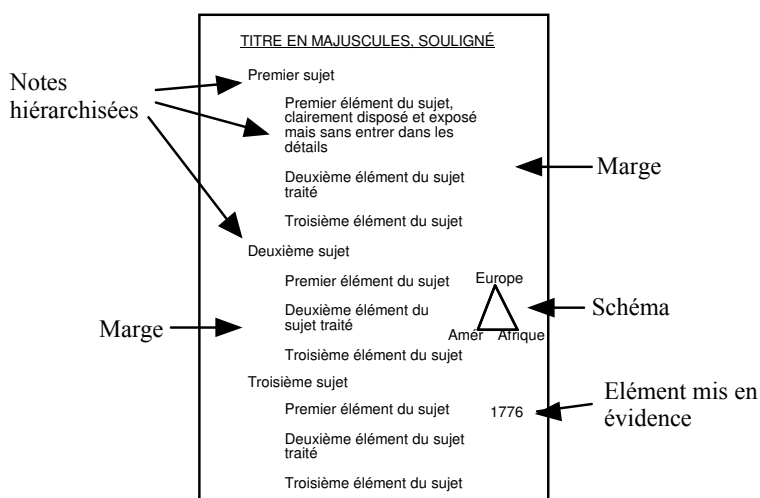 TITRE EN MAJUSCULES, SOULIGNÉ
Notes
hiérarchisées
Premier sujet
Premier élément du sujet,
clairement disposé et exposé
mais sans entrer dans les
détails
Marge
Deuxième élément du sujet
traité
Troisième élément du sujet
Deuxième sujet
Premier élément du sujet
Europe
Schéma
Marge
Deuxième élément du
sujet traité
Amér Afrique
Troisième élément du sujet
Troisième sujet
Premier élément du sujet
1776
Elément mis en
évidence
Deuxième élément du sujet
traité
Troisième élément du sujet